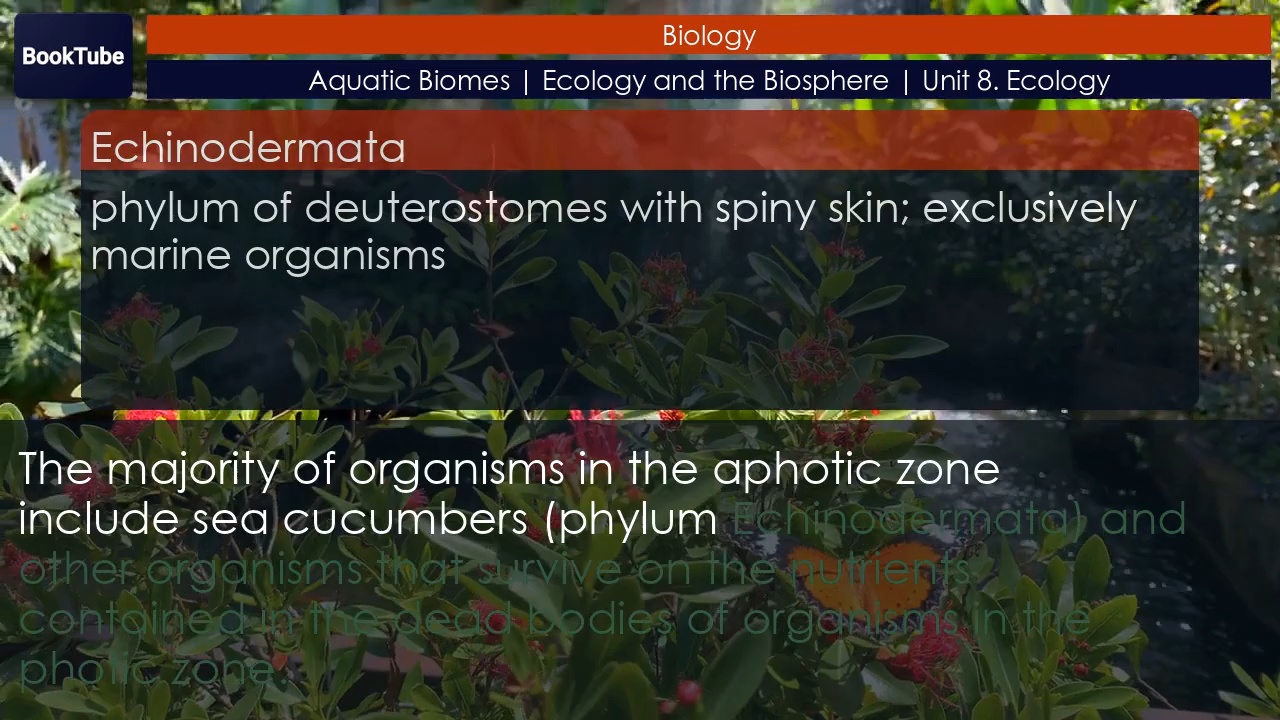 BookTube
Biology
Aquatic Biomes | Ecology and the Biosphere | Unit 8. Ecology
Echinodermata
phylum of deuterostomes with spiny skin; exclusively
marine organisms
The majority of organisms in the aphotic zone
include sea cucumbers (phylum Echinodermata) and
other organisms that survive on the nutrients
contained in the dead bodies of organisms in the
photic zone.